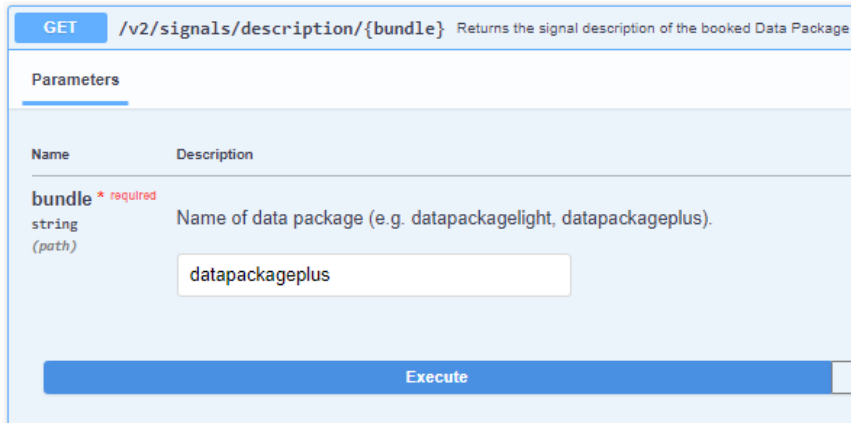 GET /v2/signals/description/{bundle} Returns the signal description of the booked Data Package
Parameters
Name Description
bundle * required
string
(path)
Name of data package (e.g. datapackagelight, datapackageplus).
datapackageplus
Execute